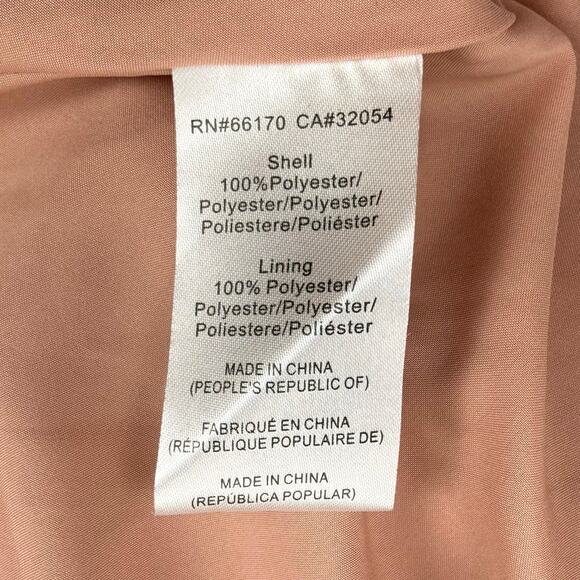 RN#66170 CA#32054
Shell
100%Polyester/
Polyester/Polyester/
Poliestere/Poliéster
Lining
100% Polyester/
Polyester/Polyester/
Poliestere/Poliéster
MADE IN CHINA
(PEOPLE'S REPUBLIC OF)
FABRIQUÉ EN CHINA
(RÉPUBLIQUE POPULAIRE DE)
MADE IN CHINA
(REPÚBLICA POPULAR)